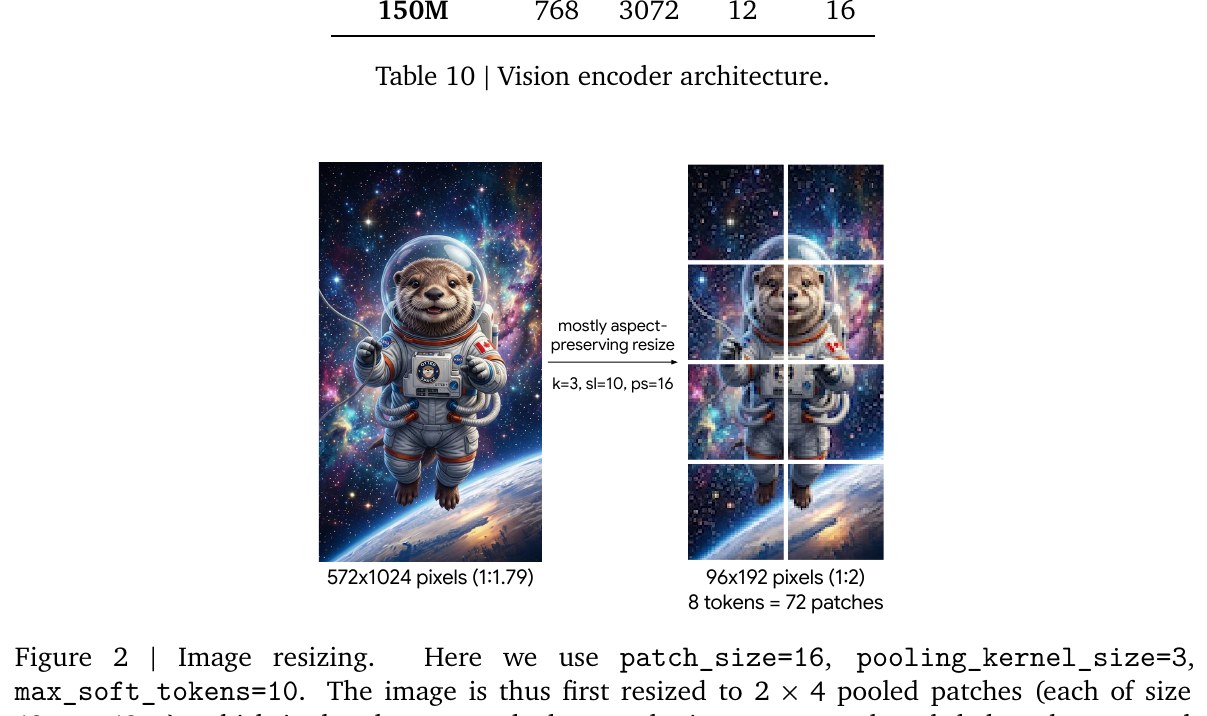 150M 768 3072 12 16
Table 10 | Vision encoder architecture.
mostly aspect-
preserving resize
k=3, sl=10, ps=16
572x1024 pixels (1:1.79)
96x192 pixels (1:2)
8 tokens = 72 patches
Figure 2 | Image resizing. Here we use patch_size=16, pooling_kernel_size=3,
max_soft_tokens=10. The image is thus first resized to 2 × 4 pooled patches (each of size